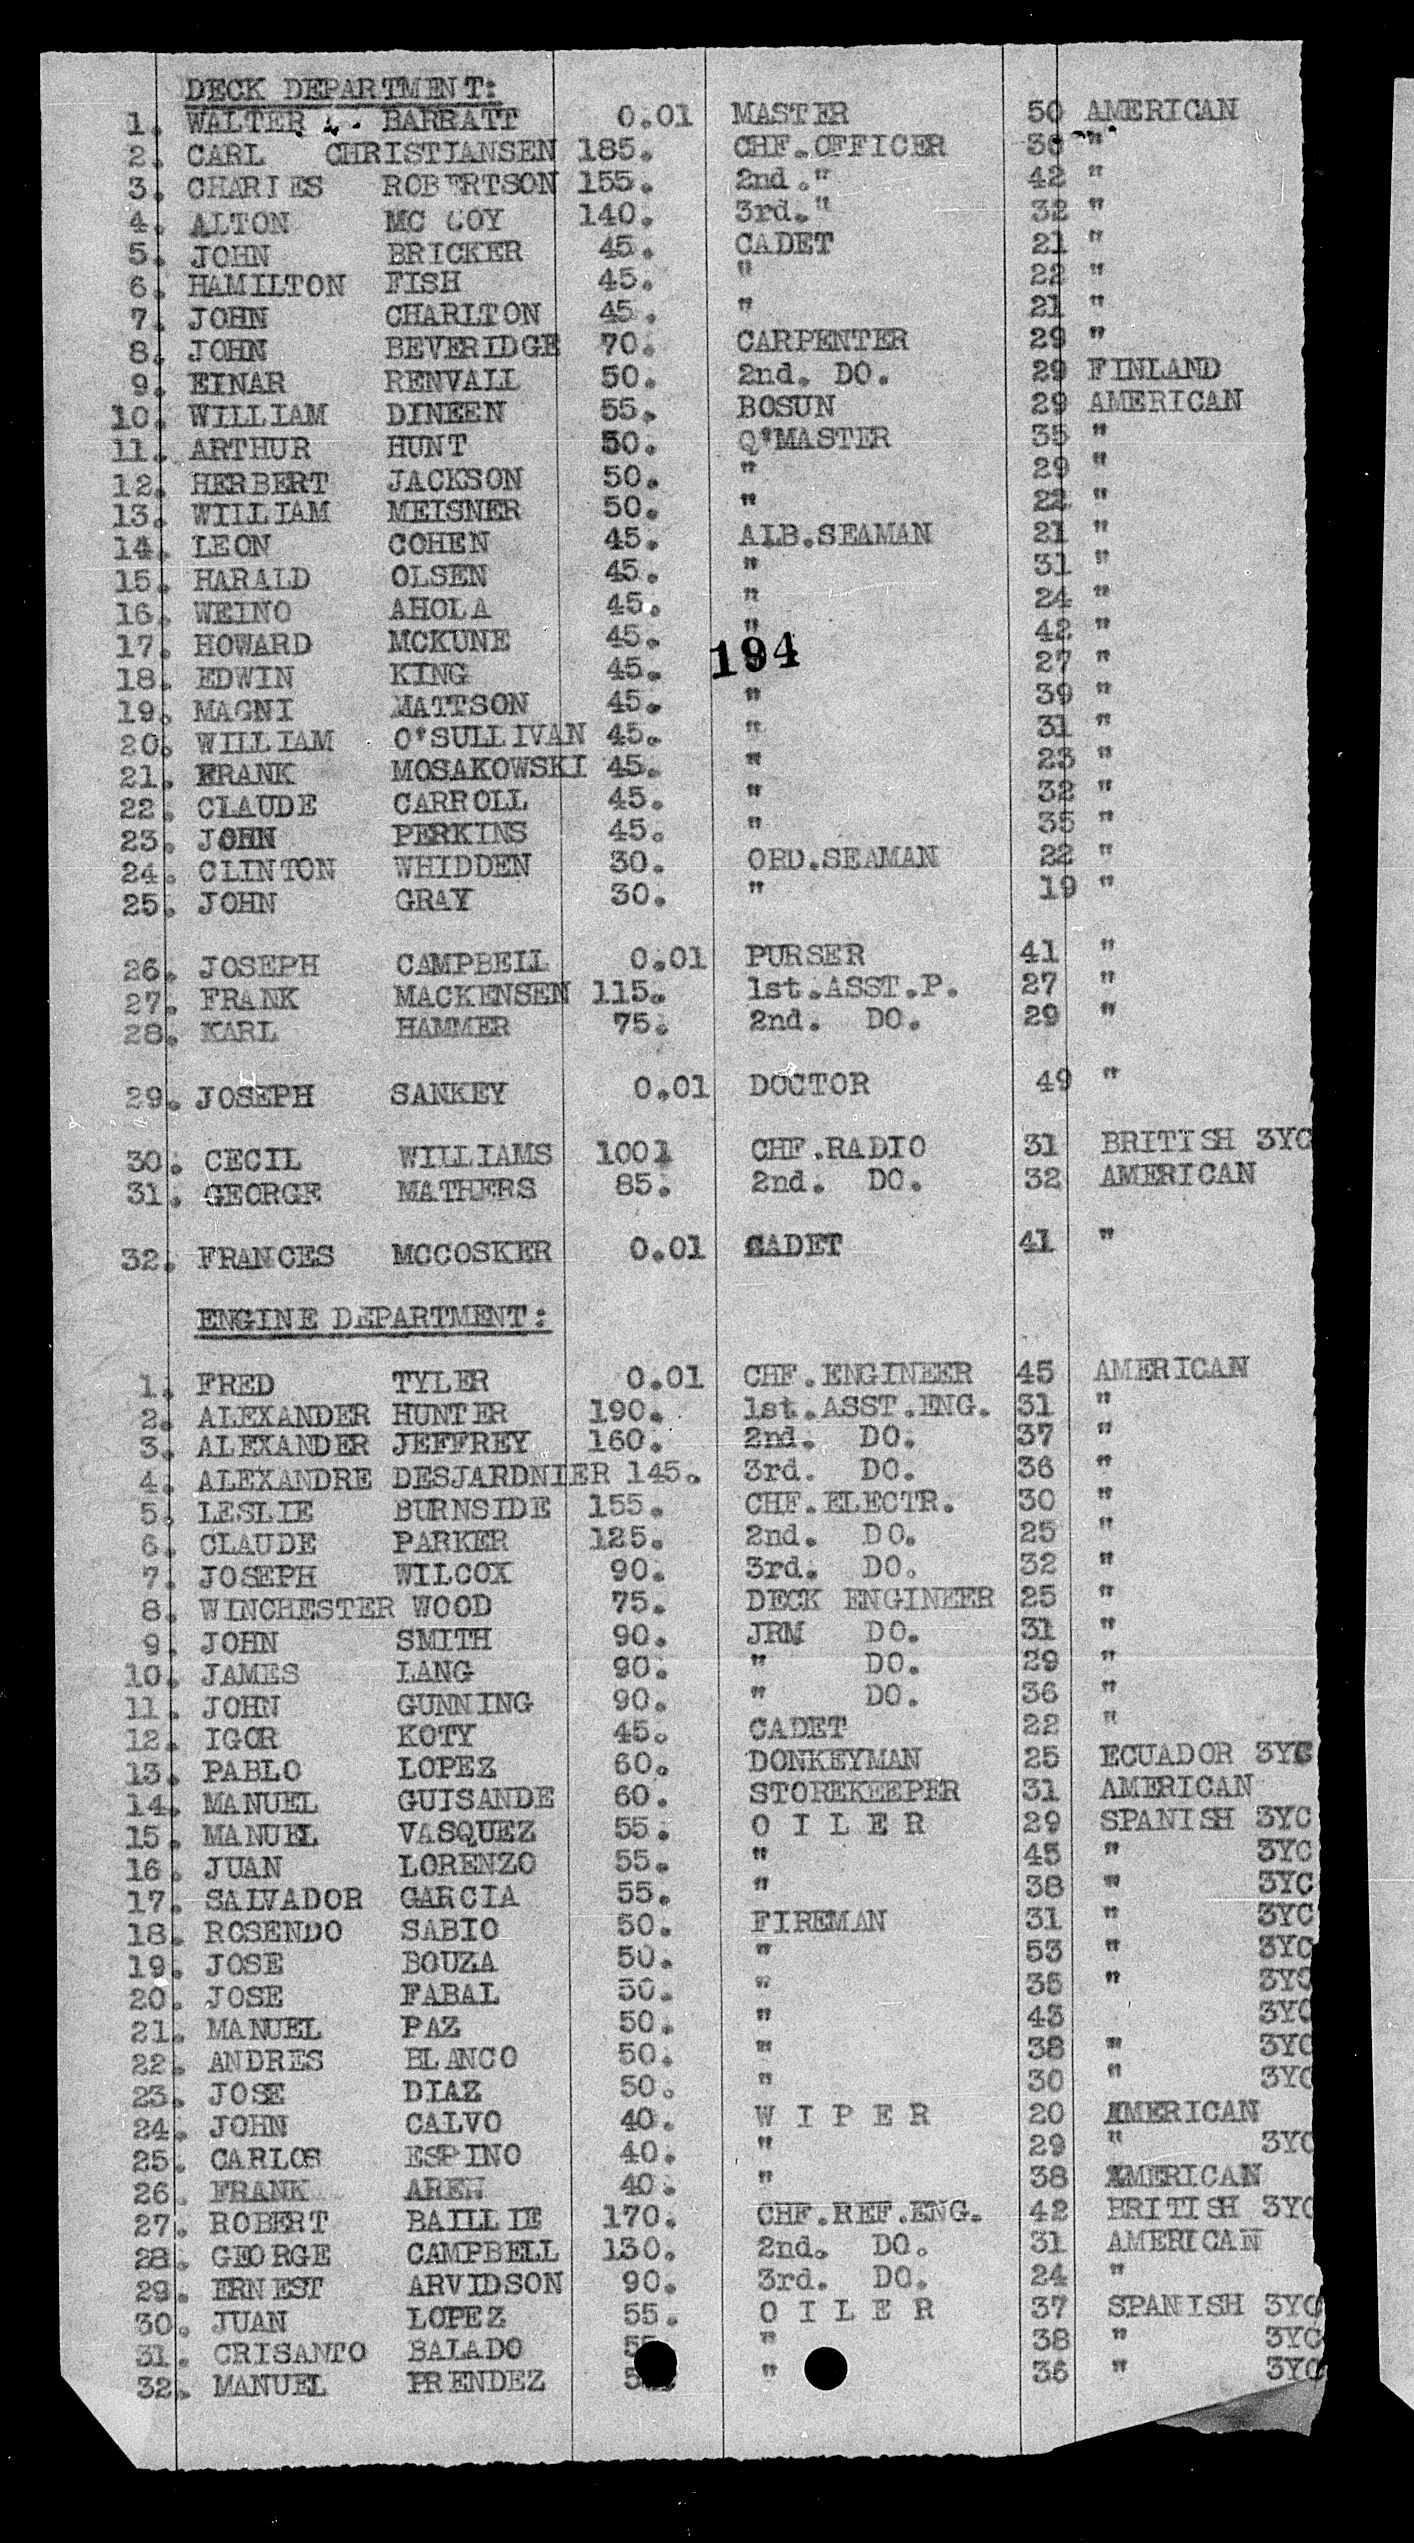 DECK DEPARTMENT:
1. WALTER BARRATT 0.01 MASTER 50 AMERICAN
2. CARL CHRISTIANSEN 185. CHF.OFFICER 36 "
3. CHARLES ROBERTSON 155. 2nd." 42 "
4. ALTON MC COY 140. 3rd." 32 "
5. JOHN BRICKER 45. CADET 21 "
6. HAMILTON FISH 45. " 22 "
7. JOHN CHARLTON 45. " 21 "
8. JOHN BEVERIDGE 70. CARPENTER 29 "
9. EINAR RENVALL 50. 2nd. DO. 29 FINLAND
10. WILLIAM DINEEN 55. BOSUN 29 AMERICAN
11. ARTHUR HUNT 50. Q'MASTER 35 "
12. HERBERT JACKSON 50. " 29 "
13. WILLIAM MEISNER 50. " 22 "
14. LEON COHEN 45. ALB.SEAMAN 21 "
15. HARALD OLSEN 45. " 31 "
16. WEINO AHOLA 45. " 24 "
17. HOWARD MCKUNE 45. " 42 "
194
18. EDWIN KING 45. 27 "
19. MAGNI MATTSON 45. " 39 "
20. WILLIAM O'SULLIVAN 45. " 31 "
21. FRANK MOSAKOWSKI 45. " 23 "
22. CLAUDE CARROLL 45. " 32 "
23. JOHN PERKINS 45. " 35 "
24. CLINTON WHIDDEN 30. ORD.SEAMAN 22 "
25. JOHN GRAY 30. " 19 "
26. JOSEPH CAMPBELL 0.01 PURSER 41 "
27. FRANK MACKENSEN 115. 1st.ASST.P. 27 "
28. KARL HAMMER 75. 2nd. DO. 29 "
29. JOSEPH SANKEY 0.01 DOCTOR 49 "
30. CECIL WILLIAMS 1001 CHF.RADIO 31 BRITISH 3YC
31. GEORGE MATHERS 85. 2nd. DO. 32 AMERICAN
32. FRANCES MCCOSKER 0.01 CADET 41 "
ENGINE DEPARTMENT:
1. FRED TYLER 0.01 CHF.ENGINEER 45 AMERICAN
2. ALEXANDER HUNTER 190. 1st.ASST.ENG. 31 "
3. ALEXANDER JEFFREY 160. 2nd. DO. 37 "
4. ALEXANDRE DESJARDNIER 145. 3rd. DO. 36 "
5. LESLIE BURNSIDE 155. CHF.ELECTR. 30 "
6. CLAUDE PARKER 125. 2nd. DO. 25 "
7. JOSEPH WILCOX 90. 3rd. DO. 32 "
8. WINCHESTER WOOD 75. DECK ENGINEER 25 "
9. JOHN SMITH 90. JRM DO. 31 "
10. JAMES LANG 90. " DO. 29 "
11. JOHN GUNNING 90. " DO. 36 "
12. IGOR KOTY 45. CADET 22 "
13. PABLO LOPEZ 60. DONKEYMAN 25 ECUADOR 3YC
14. MANUEL GUISANDE 60. STOREKEEPER 31 AMERICAN
15. MANUEL VASQUEZ 55. O I L E R 29 SPANISH 3YC
16. JUAN LORENZO 55. " 45 " 3YC
17. SALVADOR GARCIA 55. " 38 " 3YC
18. ROSENDO SABIO 50. FIREMAN 31 " 3YC
19. JOSE BOUZA 50. " 53 " 3YC
20. JOSE FABAL 50. " 35 " 3YC
21. MANUEL PAZ 50. " 43 3YC
22. ANDRES BLANCO 50. " 38 " 3YC
23. JOSE DIAZ 50. " 30 " 3YC
24. JOHN CALVO 40. W I P E R 20 AMERICAN
25. CARLOS ESPINO 40. " 29 " 3YC
26. FRANK AREN 40. " 38 AMERICAN
27. ROBERT BAILLIE 170. CHF.REF.ENG. 42 BRITISH 3YC
28. GEORGE CAMPBELL 130. 2nd. DO. 31 AMERICAN
29. ERNEST ARVIDSON 90. 3rd. DO. 24 "
30. JUAN LOPEZ 55. O I L E R 37 SPANISH 3YC
31. CRISANTO BALADO " 38 " 3YC
32. MANUEL PRENDEZ " 36 " 3YC